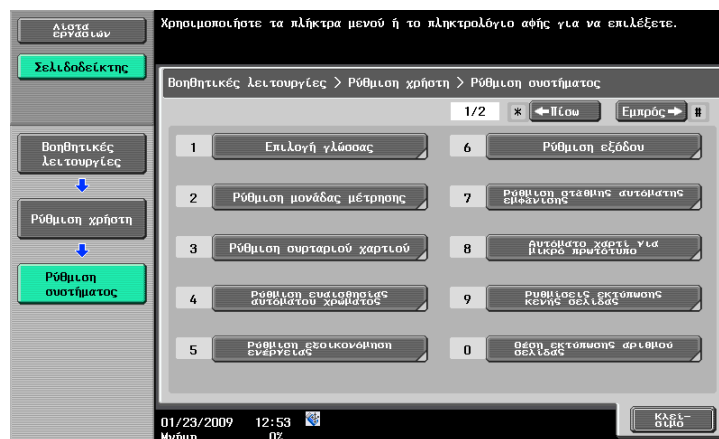 Λίστα
εργασιών
Χρησιμοποιήστε τα πλήκτρα μενού ή το πληκτρολόγιο αφής για να επιλέξετε.
Σελιδοδείκτης
Βοηθητικές λειτουργίες > Ρύθμιση χρήστη > Ρύθμιση συστήματος
1/2 * ←Πίσω Εμπρός→ #
Βοηθητικές
λειτουργίες
Ρύθμιση χρήστη
Ρύθμιση
συστήματος
1 Επιλογή γλώσσας
2 Ρύθμιση μονάδας μέτρησης
3 Ρύθμιση συρταριού χαρτιού
4 Ρύθμιση ευαισθησίας
αυτόματου χρώματος
5 Ρύθμιση εξοικονόμηση
ενέργειας
6 Ρύθμιση εξόδου
7 Ρύθμιση στάθμης αυτόματης
εμφάνισης
8 Αυτόματο χαρτί για
μικρό πρωτότυπο
9 Ρυθμίσεις εκτύπωσης
κενής σελίδας
0 Θέση εκτύπωσης αριθμού
σελίδας
01/23/2009 12:53
Μνήμη 0%
Κλεί-
σιμο